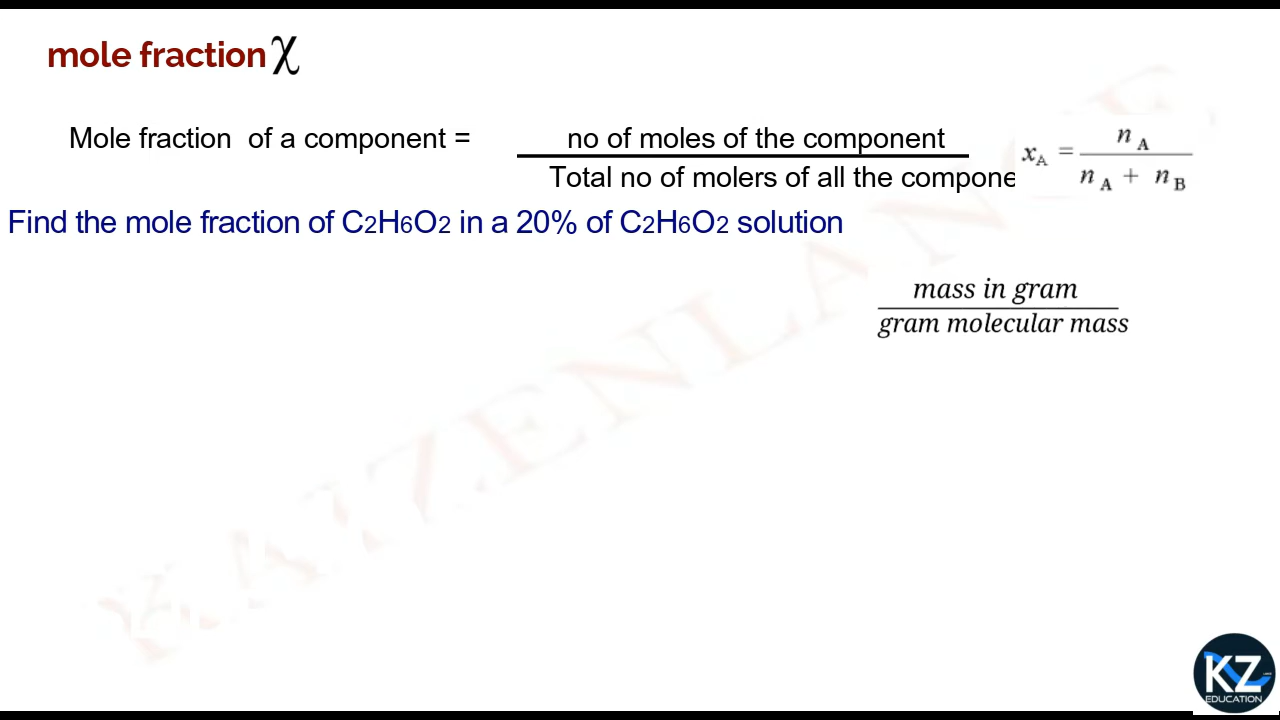 mole fraction χ
Mole fraction of a component = no of moles of the component
Total no of molers of all the compone
x_A = n_A / n_A + n_B
Find the mole fraction of C2H6O2 in a 20% of C2H6O2 solution
mass in gram
gram molecular mass
KAIZENLANG
KZ
EDUCATION